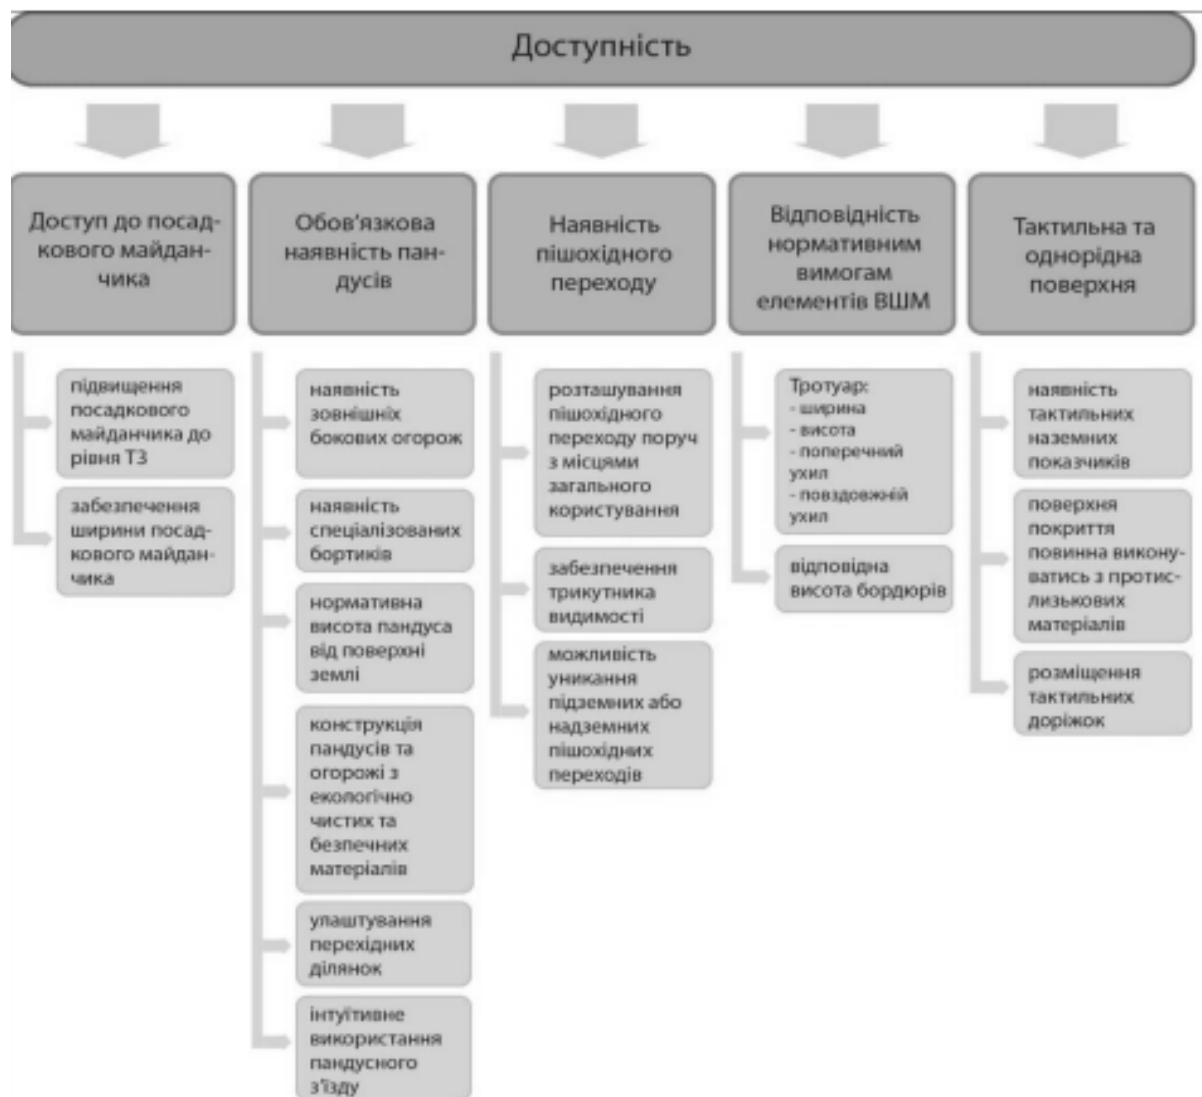 Доступність
Доступ до посад-
кового майдан-
чика
підвищення
посадкового
майданчика до
рівня ТЗ
забезпечення
ширини посад-
кового майдан-
чика
Обов'язкова
наявність пан-
дусів
наявність
зовнішніх
бокових огорож
наявність
спеціалізованих
бортиків
нормативна
висота пандуса
від поверхні
землі
конструкція
пандусів та
огорожі з
екологічно
чистих та
безпечних
матеріалів
улаштування
перехідних
ділянок
інтуїтивне
використання
пандусного
з'їзду
Наявність
пішохідного
переходу
розташування
пішохідного
переходу поруч
з місцями
загального
користування
забезпечення
трикутника
видимості
можливість
уникання
підземних або
надземних
пішохідних
переходів
Відповідність
нормативним
вимогам
елементів ВШМ
Тротуар:
- ширина
- висота
- поперечний
ухил
- повздовжній
ухил
відповідна
висота бордюрів
Тактильна та
однорідна
поверхня
наявність
тактильних
наземних
показчиків
поверхня
покриття
повинна викону-
ватись з протис-
лизькових
матеріалів
розміщення
тактильних
доріжок